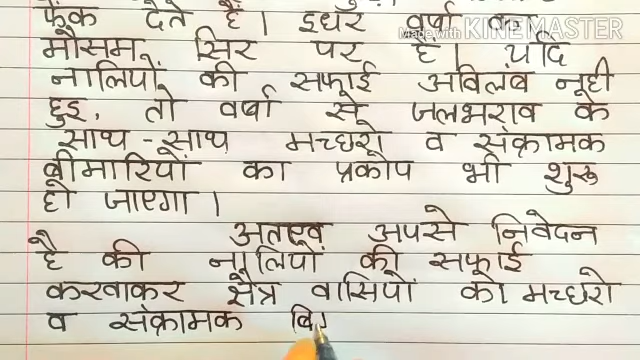 फेंक देते हैं। इधर वर्षा का
मौसम सिर पर है। यदि
नालियों की सफाई अविलंब नही
हुइ, तो वर्षा से जलभराव के
साथ-साथ मच्छरो व संक्रामक
बीमारियों का प्रकोप भी शुरू
हो जाएगा।
अतएव अपसे निवेदन
है की नालियों की सफाई
करवाकर क्षेत्र वासियों को मच्छरो
व संक्रामक बि
Made with KINEMASTER